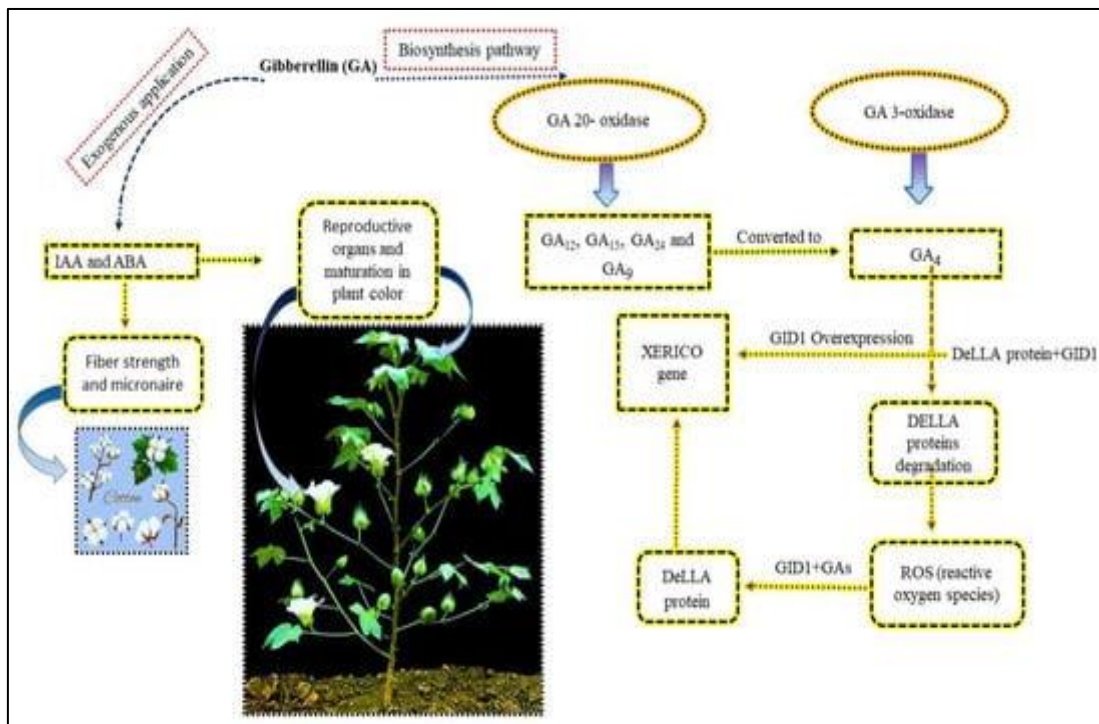 Biosynthesis pathway
Gibberellin (GA)
Exogenous application
GA 20- oxidase
GA 3-oxidase
Reproductive
organs and
maturation in
plant color
IAA and ABA
GA₁₂, GA₁₅, GA₂₄ and
GA₉
Converted to
GA₄
Fiber strength
and micronaire
XERICO
gene
GID1 Overexpression
DeLLA protein+GID1
DELLA
proteins
degradation
Cotton
DeLLA
protein
GID1+GAs
ROS (reactive
oxygen species)